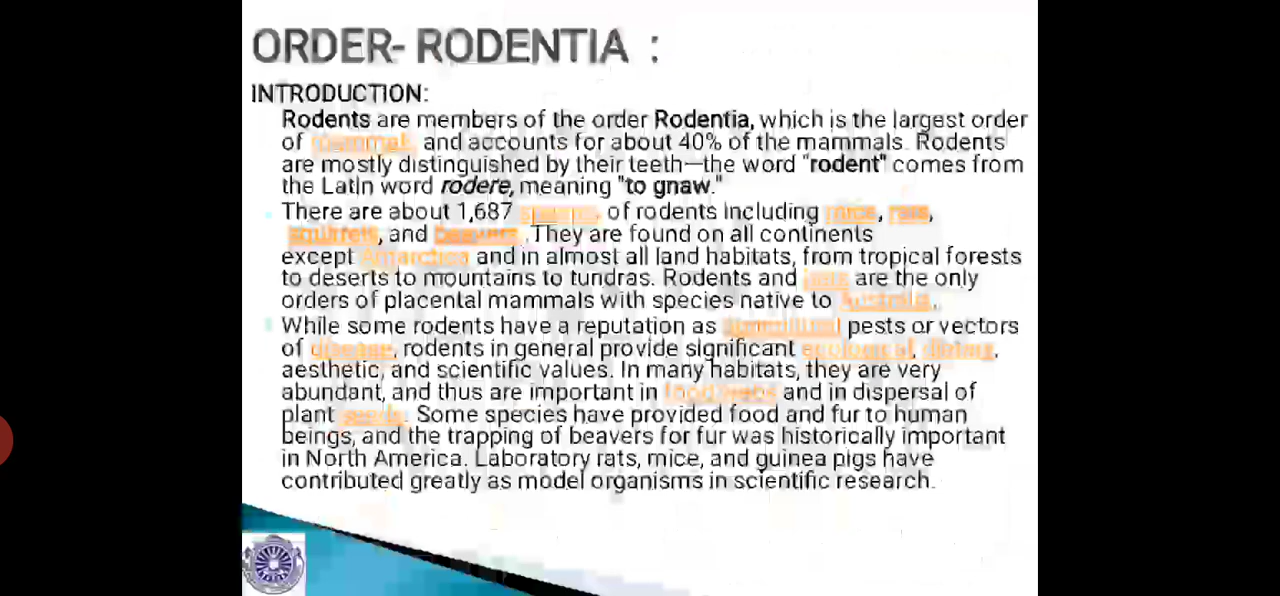 ORDER- RODENTIA :
INTRODUCTION:
Rodents are members of the order Rodentia, which is the largest order
of mammals, and accounts for about 40% of the mammals. Rodents
are mostly distinguished by their teeth—the word "rodent" comes from
the Latin word rodere, meaning "to gnaw."
There are about 1,687 species of rodents including mice, rats,
squirrels, and beavers. They are found on all continents
except Antarctica and in almost all land habitats, from tropical forests
to deserts to mountains to tundras. Rodents and are the only
orders of placental mammals with species native to Australia.
While some rodents have a reputation as agricultural pests or vectors
of disease, rodents in general provide significant ecological, dining,
aesthetic, and scientific values. In many habitats, they are very
abundant, and thus are important in food webs and in dispersal of
plant seeds. Some species have provided food and fur to human
beings, and the trapping of beavers for fur was historically important
in North America. Laboratory rats, mice, and guinea pigs have
contributed greatly as model organisms in scientific research.